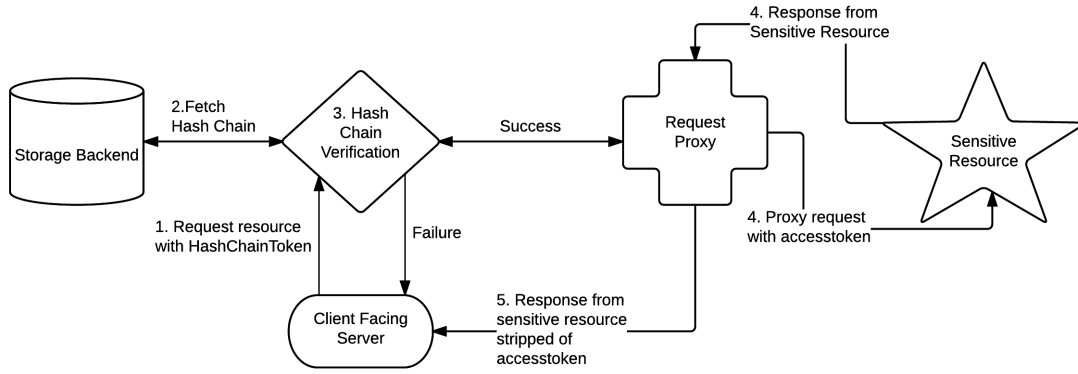 4. Response from
Sensitive Resource
2.Fetch
Hash Chain
3. Hash
Chain
Verification
Storage Backend
Success
Request
Proxy
Sensitive
Resource
1. Request resource
with HashChainToken
Failure
4. Proxy request
with accesstoken
Client Facing
Server
5. Response from
sensitive resource
stripped of
accesstoken